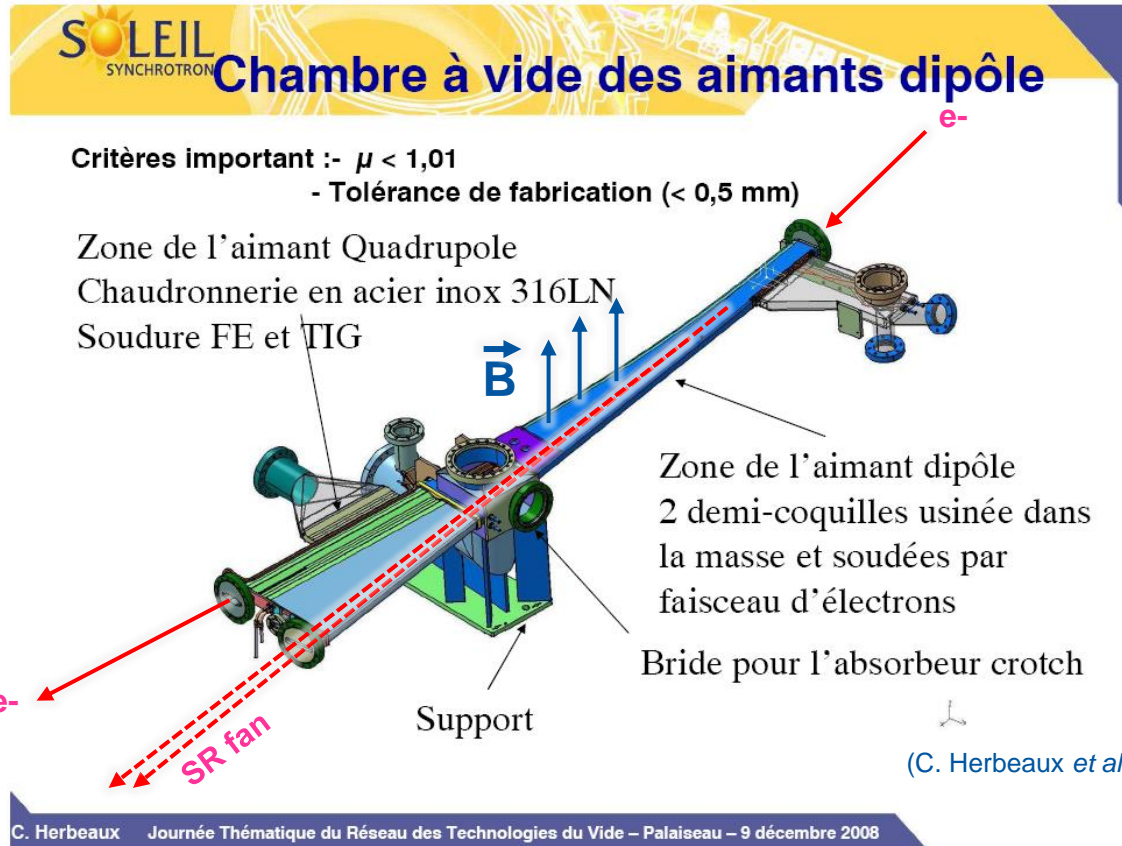 SOLEIL
SYNCHROTRON
Chambre à vide des aimants dipôle
e-
Critères important :- µ < 1,01
- Tolérance de fabrication (< 0,5 mm)
Zone de l'aimant Quadrupole
Chaudronnerie en acier inox 316LN
Soudure FE et TIG
B
Zone de l'aimant dipôle
2 demi-coquilles usinée dans
la masse et soudées par
faisceau d'électrons
Bride pour l'absorbeur crotch
Support
e-
SR fan
(C. Herbeaux et al
C. Herbeaux Journée Thématique du Réseau des Technologies du Vide – Palaiseau – 9 décembre 2008